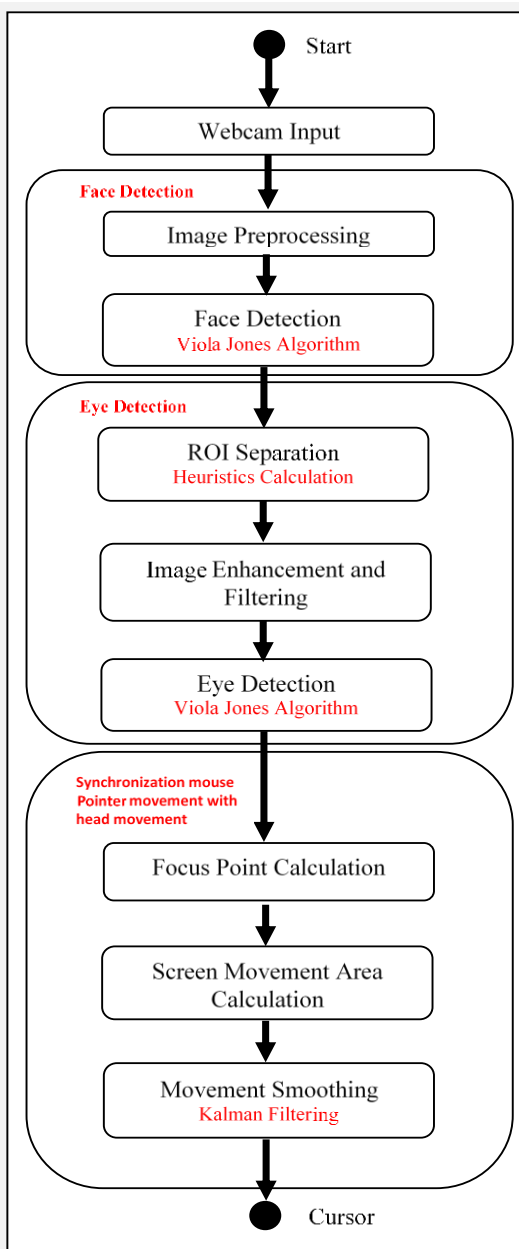 Start
Webcam Input
Face Detection
Image Preprocessing
Face Detection
Viola Jones Algorithm
Eye Detection
ROI Separation
Heuristics Calculation
Image Enhancement and
Filtering
Eye Detection
Viola Jones Algorithm
Synchronization mouse
Pointer movement with
head movement
Focus Point Calculation
Screen Movement Area
Calculation
Movement Smoothing
Kalman Filtering
Cursor